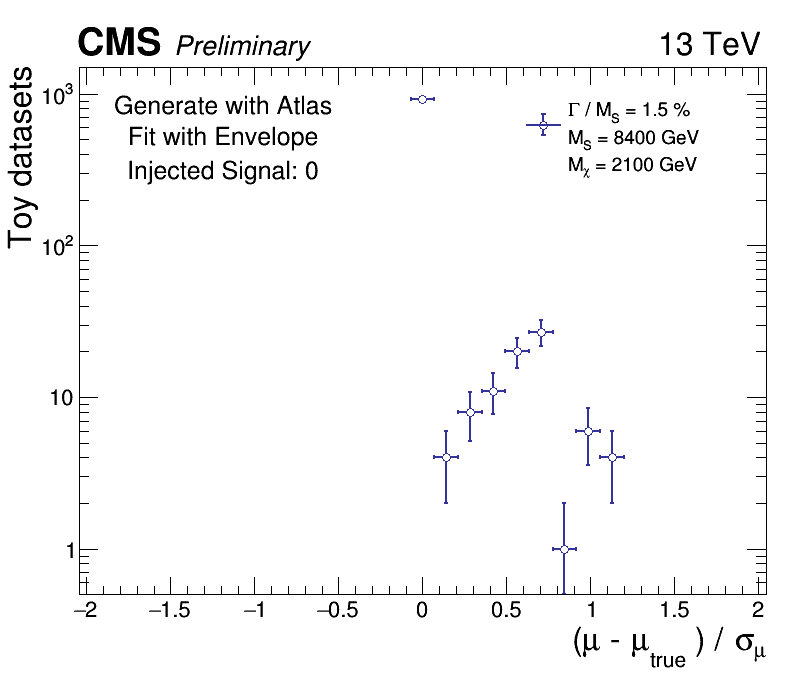 CMS Preliminary 13 TeV
Toy datasets
Generate with Atlas
Fit with Envelope
Injected Signal: 0
Γ / M_S = 1.5 %
M_S = 8400 GeV
M_χ = 2100 GeV
10³
10²
10
1
−2 −1.5 −1 −0.5 0 0.5 1 1.5 2
(μ - μ_true ) / σ_μ